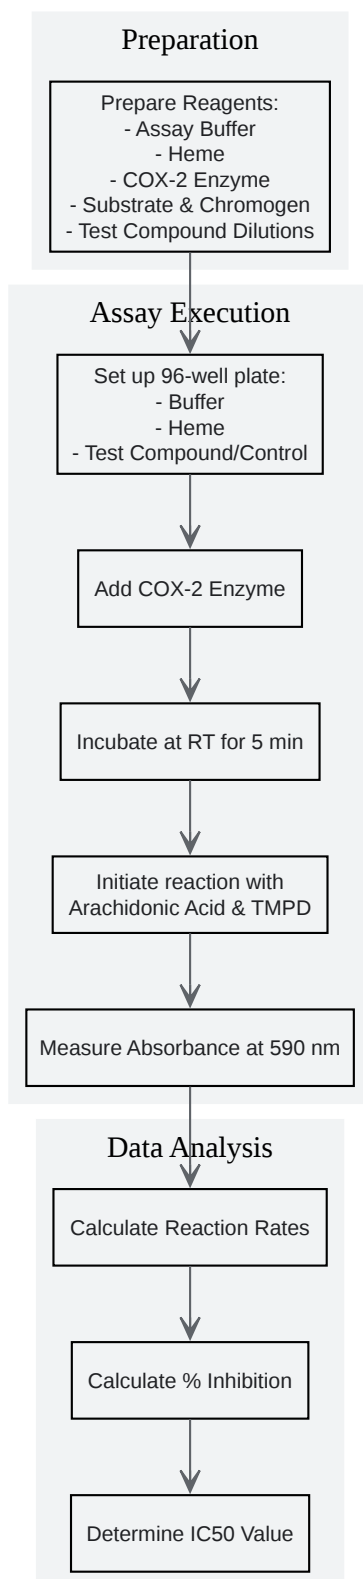 Preparation
Prepare Reagents:
- Assay Buffer
- Heme
- COX-2 Enzyme
- Substrate & Chromogen
- Test Compound Dilutions
Assay Execution
Set up 96-well plate:
- Buffer
- Heme
- Test Compound/Control
Add COX-2 Enzyme
Incubate at RT for 5 min
Initiate reaction with
Arachidonic Acid & TMPD
Measure Absorbance at 590 nm
Data Analysis
Calculate Reaction Rates
Calculate % Inhibition
Determine IC50 Value